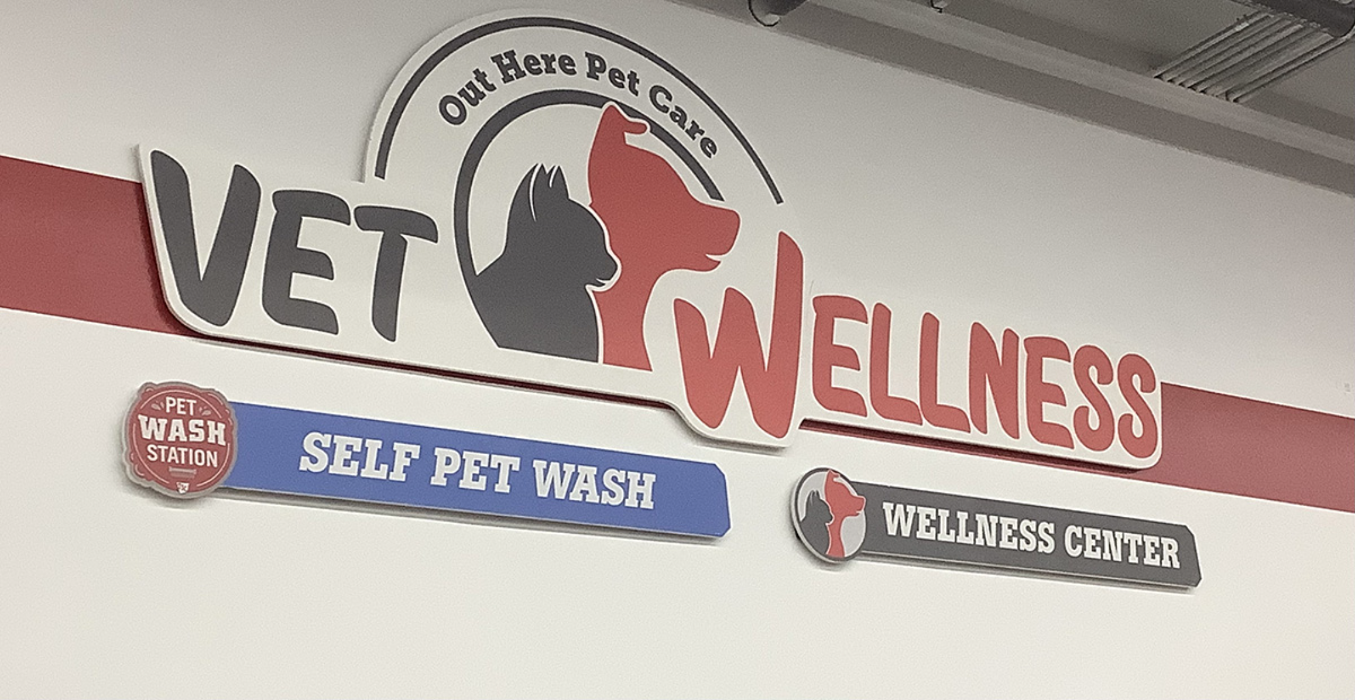 Out Here Pet Care
VET WELLNESS
PET
WASH
STATION
SELF PET WASH
WELLNESS CENTER